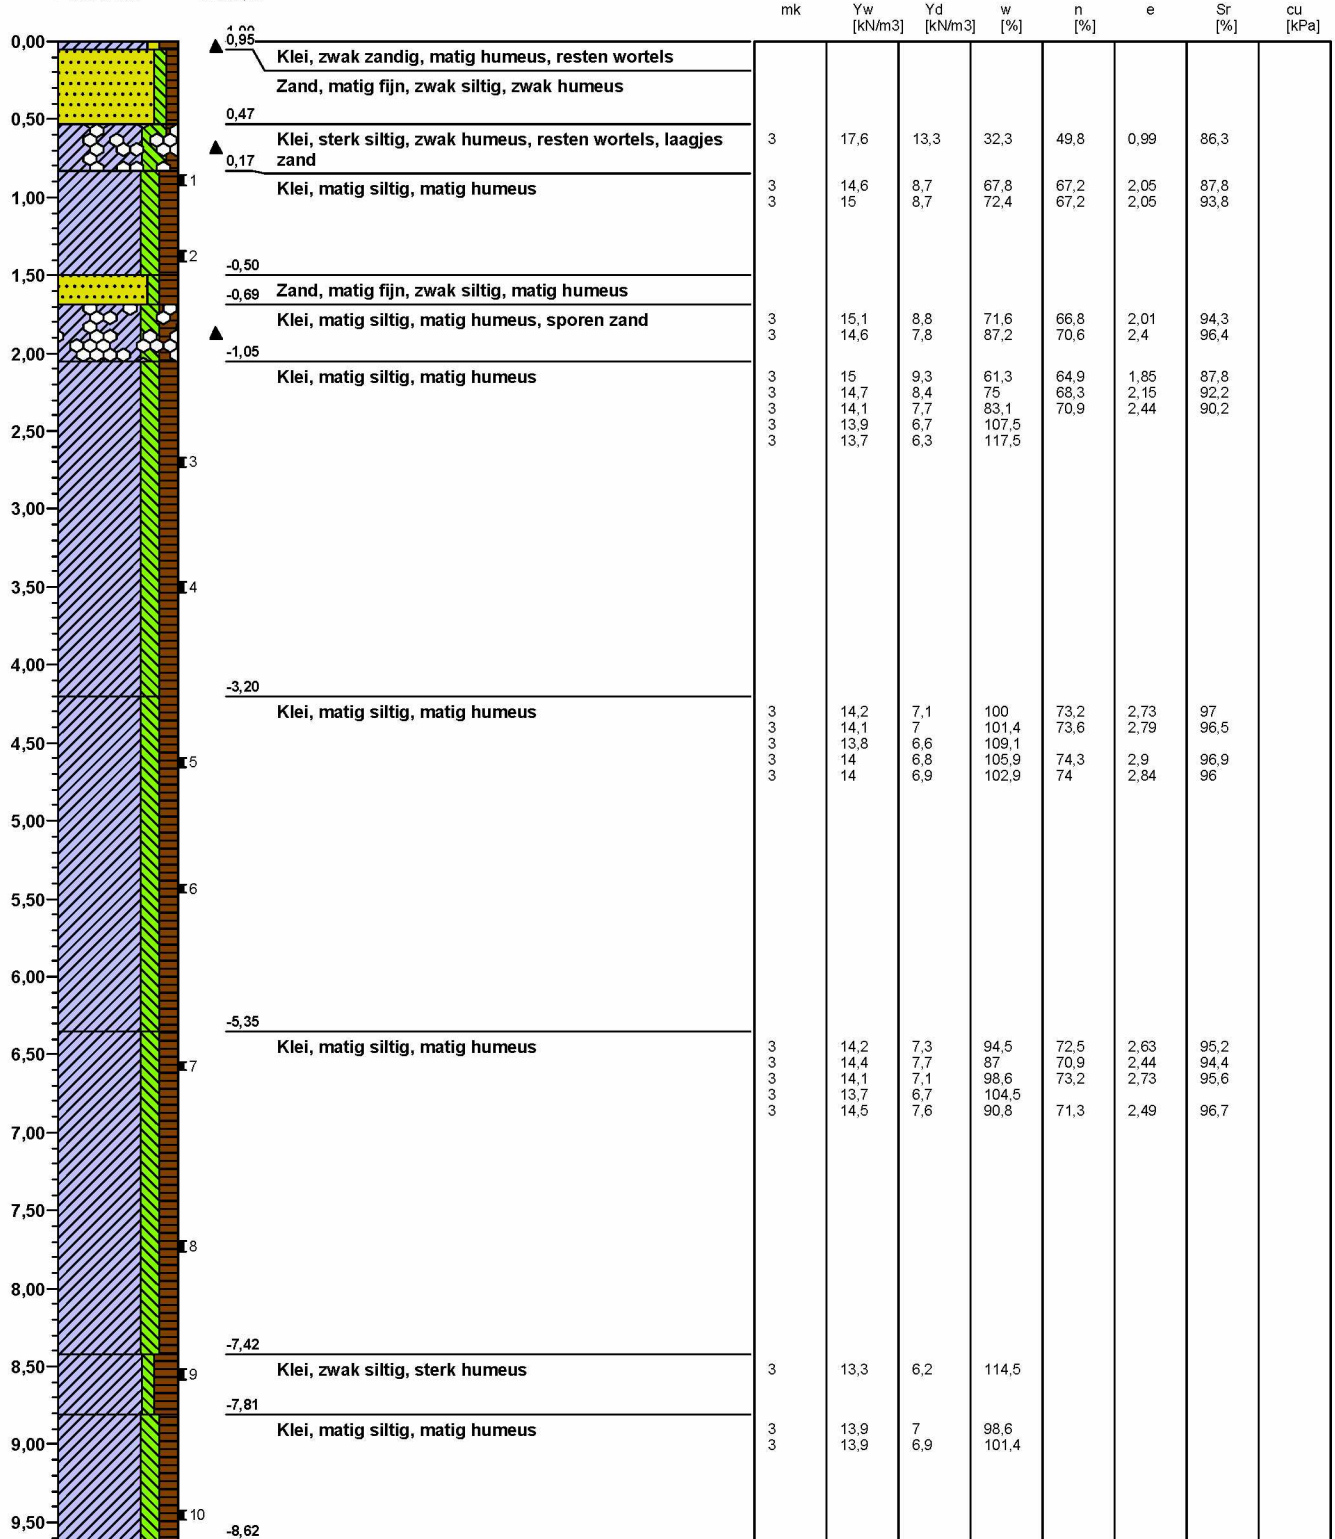 mk Yw Yd w n e Sr cu
[kN/m3] [kN/m3] [%] [%] [%] [kPa]
0,00
0,95
Klei, zwak zandig, matig humeus, resten wortels
Zand, matig fijn, zwak siltig, zwak humeus
0,50
0,47
Klei, sterk siltig, zwak humeus, resten wortels, laagjes 3 17,6 13,3 32,3 49,8 0,99 86,3
zand
0,17
1
Klei, matig siltig, matig humeus 3 14,6 8,7 67,8 67,2 2,05 87,8
1,00 3 15 8,7 72,4 67,2 2,05 93,8
2
1,50
-0,50
Zand, matig fijn, zwak siltig, matig humeus
-0,69
Klei, matig siltig, matig humeus, sporen zand 3 15,1 8,8 71,6 66,8 2,01 94,3
3 14,6 7,8 87,2 70,6 2,4 96,4
2,00
-1,05
Klei, matig siltig, matig humeus 3 15 9,3 61,3 64,9 1,85 87,8
3 14,7 8,4 75 68,3 2,15 92,2
3 14,1 7,7 83,1 70,9 2,44 90,2
2,50 3 13,9 6,7 107,5
3 13,7 6,3 117,5
3
3,00
3,50 4
4,00
-3,20
Klei, matig siltig, matig humeus 3 14,2 7,1 100 73,2 2,73 97
3 14,1 7 101,4 73,6 2,79 96,5
4,50 3 13,8 6,6 109,1
5 3 14 6,8 105,9 74,3 2,9 96,9
3 14 6,9 102,9 74 2,84 96
5,00
6
5,50
6,00
-5,35
Klei, matig siltig, matig humeus 3 14,2 7,3 94,5 72,5 2,63 95,2
6,50 7 3 14,4 7,7 87 70,9 2,44 94,4
3 14,1 7,1 98,6 73,2 2,73 95,6
3 13,7 6,7 104,5
3 14,5 7,6 90,8 71,3 2,49 96,7
7,00
7,50
8
8,00
-7,42
8,50 9 Klei, zwak siltig, sterk humeus 3 13,3 6,2 114,5
-7,81
Klei, matig siltig, matig humeus 3 13,9 7 98,6
9,00 3 13,9 6,9 101,4
10
9,50
-8,62